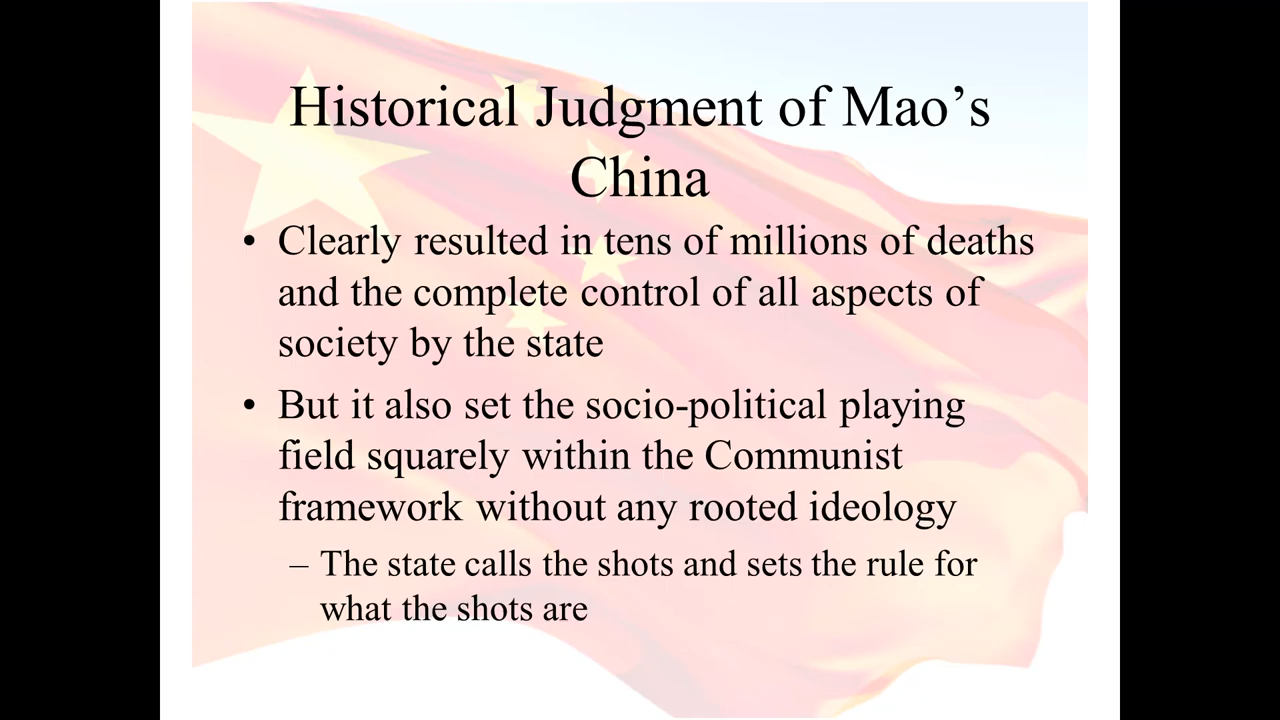 Historical Judgment of Mao’s
China
• Clearly resulted in tens of millions of deaths
and the complete control of all aspects of
society by the state
• But it also set the socio-political playing
field squarely within the Communist
framework without any rooted ideology
– The state calls the shots and sets the rule for
what the shots are